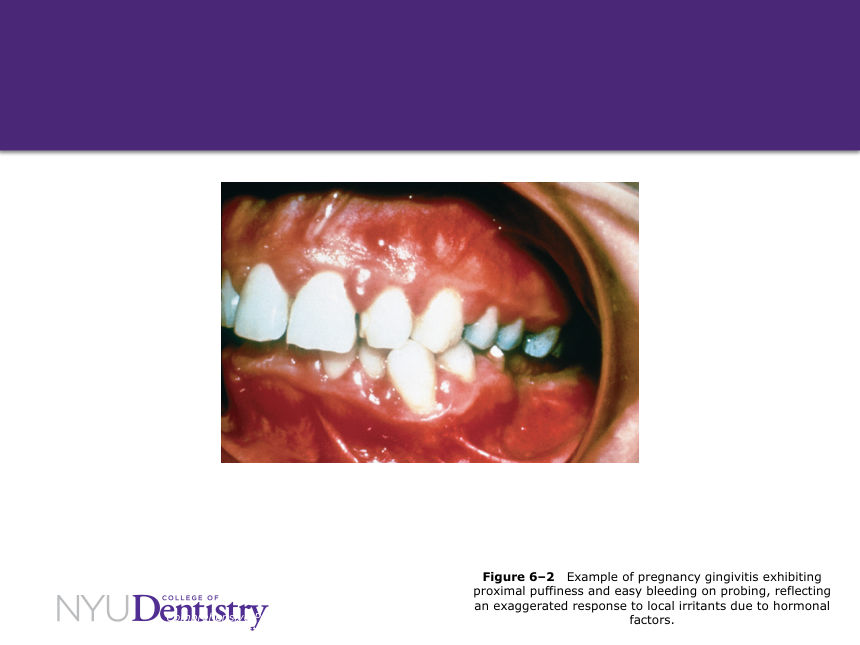 Figure 6–2 Example of pregnancy gingivitis exhibiting
proximal puffiness and easy bleeding on probing, reflecting
an exaggerated response to local irritants due to hormonal
factors.
NYU COLLEGE OF Dentistry